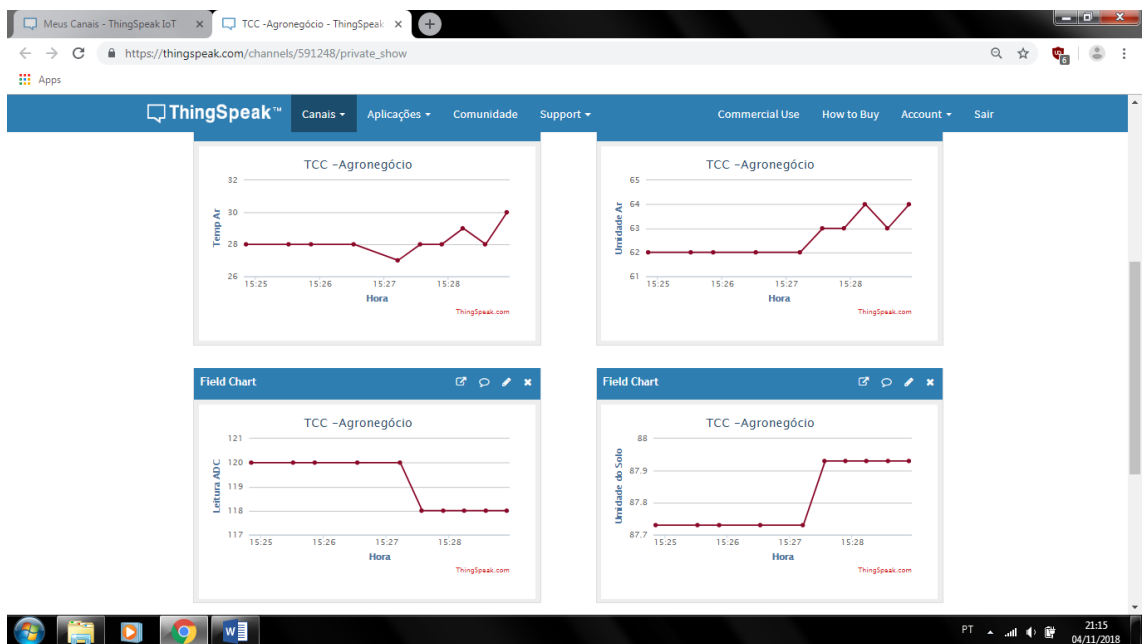 Meus Canais - ThingSpeak IoT
TCC -Agronegócio - ThingSpeak
https://thingspeak.com/channels/591248/private_show
6
Apps
ThingSpeak™ Canais Aplicações Comunidade Support Commercial Use How to Buy Account Sair
TCC -Agronegócio
Temp Ar
32
30
28
26
15:25 15:26 15:27 15:28
Hora
ThingSpeak.com
TCC -Agronegócio
Umidade Ar
65
64
63
62
61
15:25 15:26 15:27 15:28
Hora
ThingSpeak.com
Field Chart
TCC -Agronegócio
Leitura ADC
121
120
119
118
117
15:25 15:26 15:27 15:28
Hora
ThingSpeak.com
Field Chart
TCC -Agronegócio
Umidade do Solo
88
87.9
87.8
87.7
15:25 15:26 15:27 15:28
Hora
ThingSpeak.com
W
PT
21:15
04/11/2018